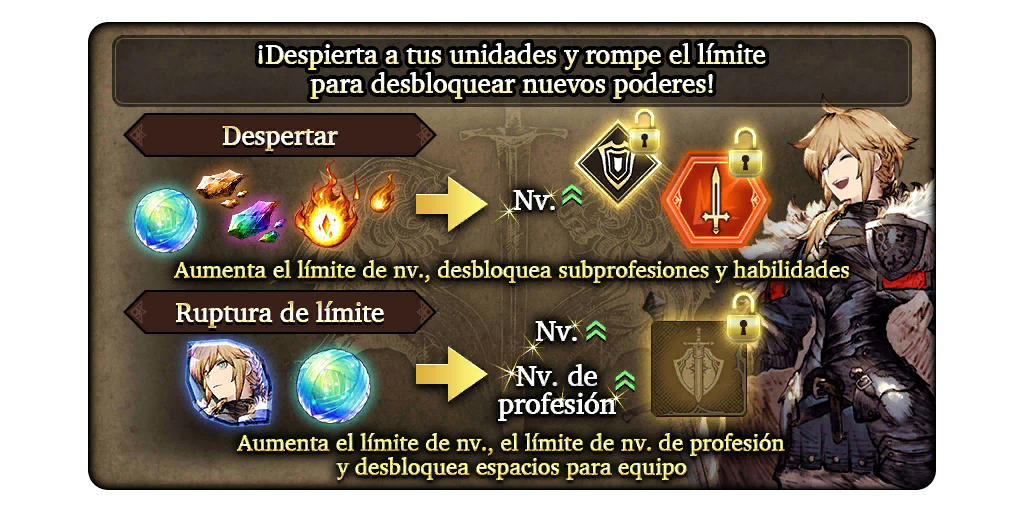 ¡Despierta a tus unidades y rompe el límite
para desbloquear nuevos poderes!
Despertar
Nv.
Aumenta el límite de nv., desbloquea subprofesiones y habilidades
Ruptura de límite
Nv.
Nv. de
profesión
Aumenta el límite de nv., el límite de nv. de profesión
y desbloquea espacios para equipo